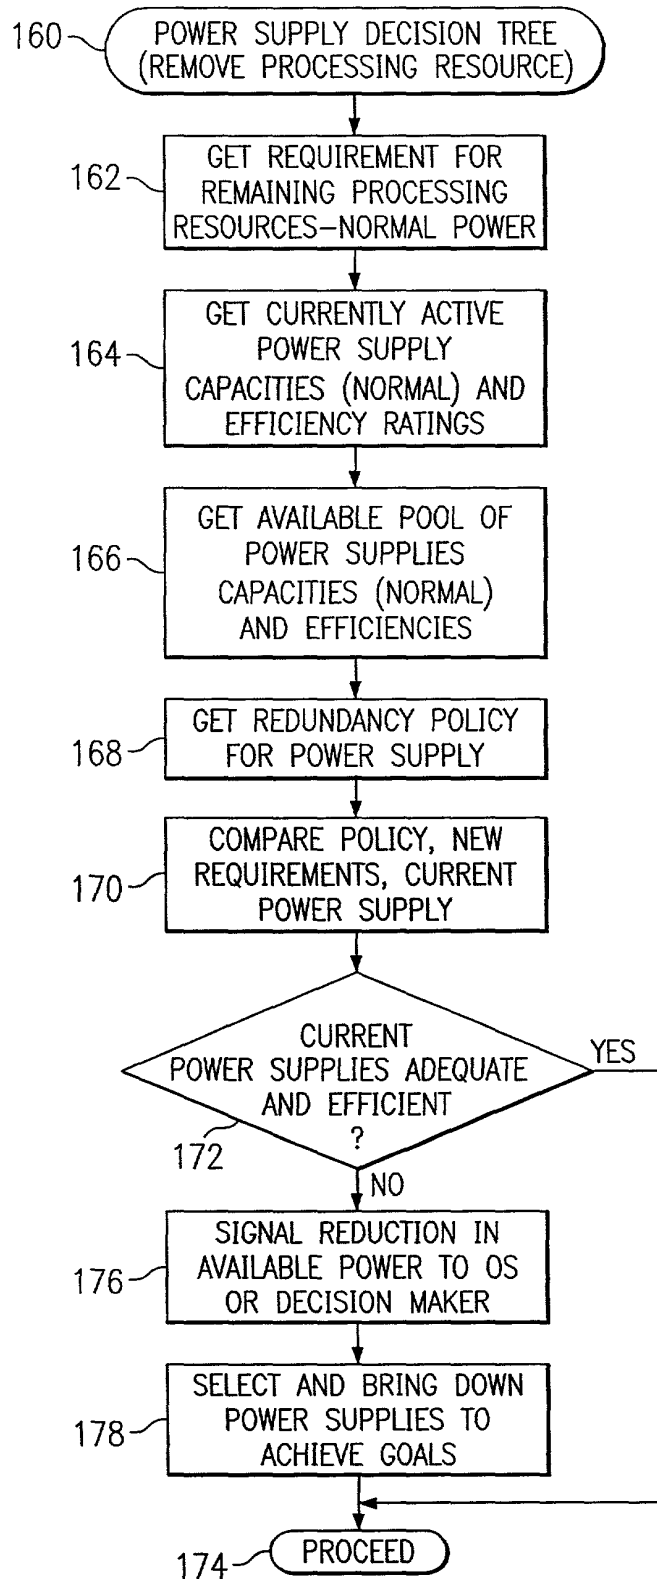 160
POWER SUPPLY DECISION TREE
(REMOVE PROCESSING RESOURCE)
162
GET REQUIREMENT FOR
REMAINING PROCESSING
RESOURCES–NORMAL POWER
164
GET CURRENTLY ACTIVE
POWER SUPPLY
CAPACITIES (NORMAL) AND
EFFICIENCY RATINGS
166
GET AVAILABLE POOL OF
POWER SUPPLIES
CAPACITIES (NORMAL)
AND EFFICIENCIES
168
GET REDUNDANCY POLICY
FOR POWER SUPPLY
170
COMPARE POLICY, NEW
REQUIREMENTS, CURRENT
POWER SUPPLY
CURRENT
POWER SUPPLIES ADEQUATE
AND EFFICIENT
?
172
YES
NO
176
SIGNAL REDUCTION IN
AVAILABLE POWER TO OS
OR DECISION MAKER
178
SELECT AND BRING DOWN
POWER SUPPLIES TO
ACHIEVE GOALS
174
PROCEED